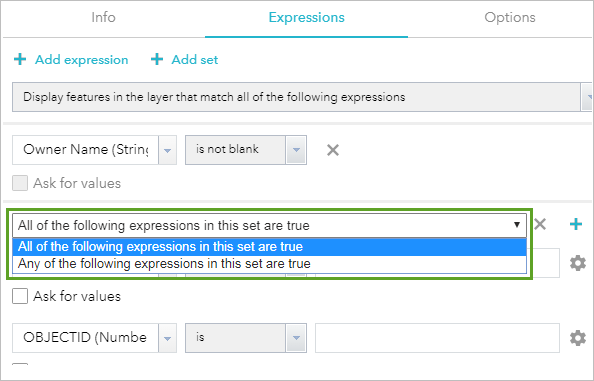 Info Expressions Options
+ Add expression + Add set
Display features in the layer that match all of the following expressions
Owner Name (String is not blank
Ask for values
All of the following expressions in this set are true
All of the following expressions in this set are true
Any of the following expressions in this set are true
Ask for values
OBJECTID (Numbe is